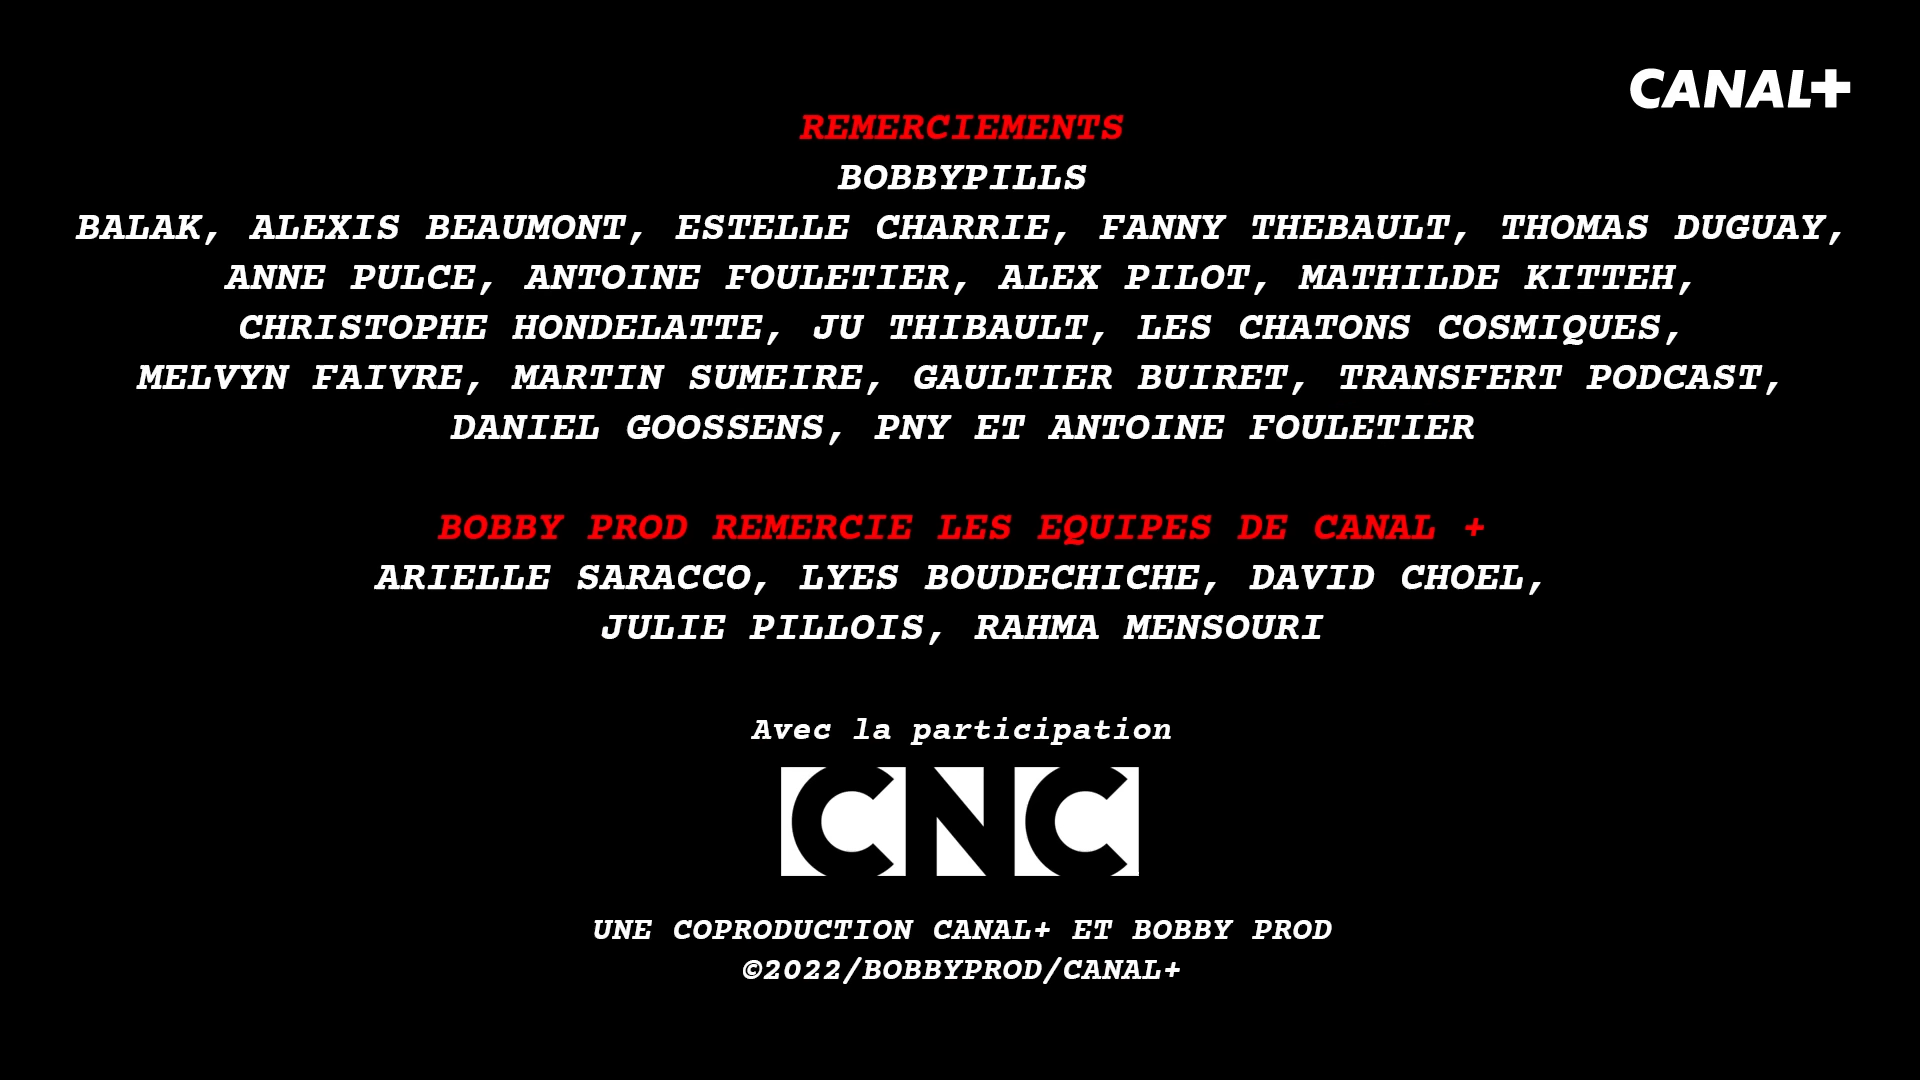 CANAL+
REMERCIEMENTS
BOBBYPILLS
BALAK, ALEXIS BEAUMONT, ESTELLE CHARRIE, FANNY THEBAULT, THOMAS DUGUAY,
ANNE PULCE, ANTOINE FOULETIER, ALEX PILOT, MATHILDE KITTEH,
CHRISTOPHE HONDELATTE, JU THIBAULT, LES CHATONS COSMIQUES,
MELVYN FAIVRE, MARTIN SUMEIRE, GAULTIER BUIRET, TRANSFERT PODCAST,
DANIEL GOOSSENS, PNY ET ANTOINE FOULETIER
BOBBY PROD REMERCIE LES EQUIPES DE CANAL +
ARIELLE SARACCO, LYES BOUDECHICHE, DAVID CHOEL,
JULIE PILLOIS, RAHMA MENSOURI
Avec la participation
CNC
UNE COPRODUCTION CANAL+ ET BOBBY PROD
©2022/BOBBYPROD/CANAL+